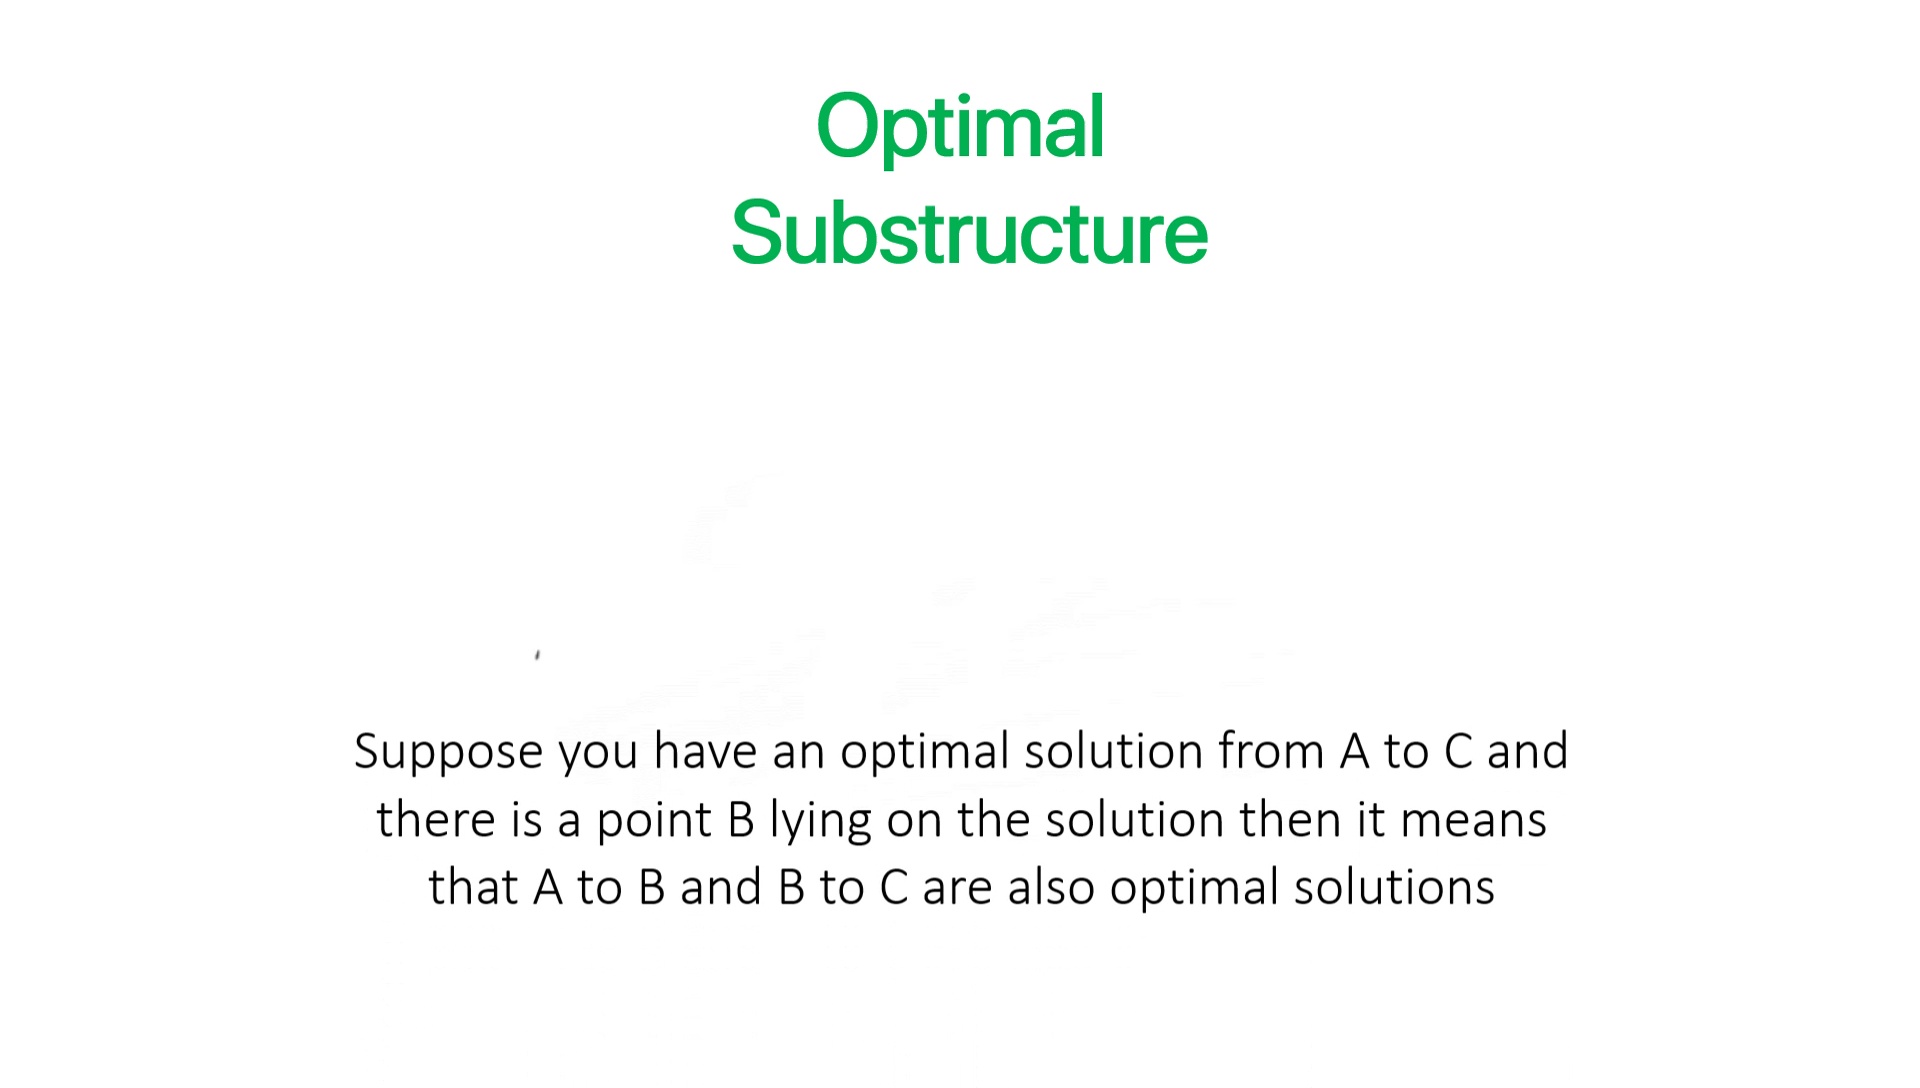 Optimal
Substructure
Suppose you have an optimal solution from A to C and
there is a point B lying on the solution then it means
that A to B and B to C are also optimal solutions